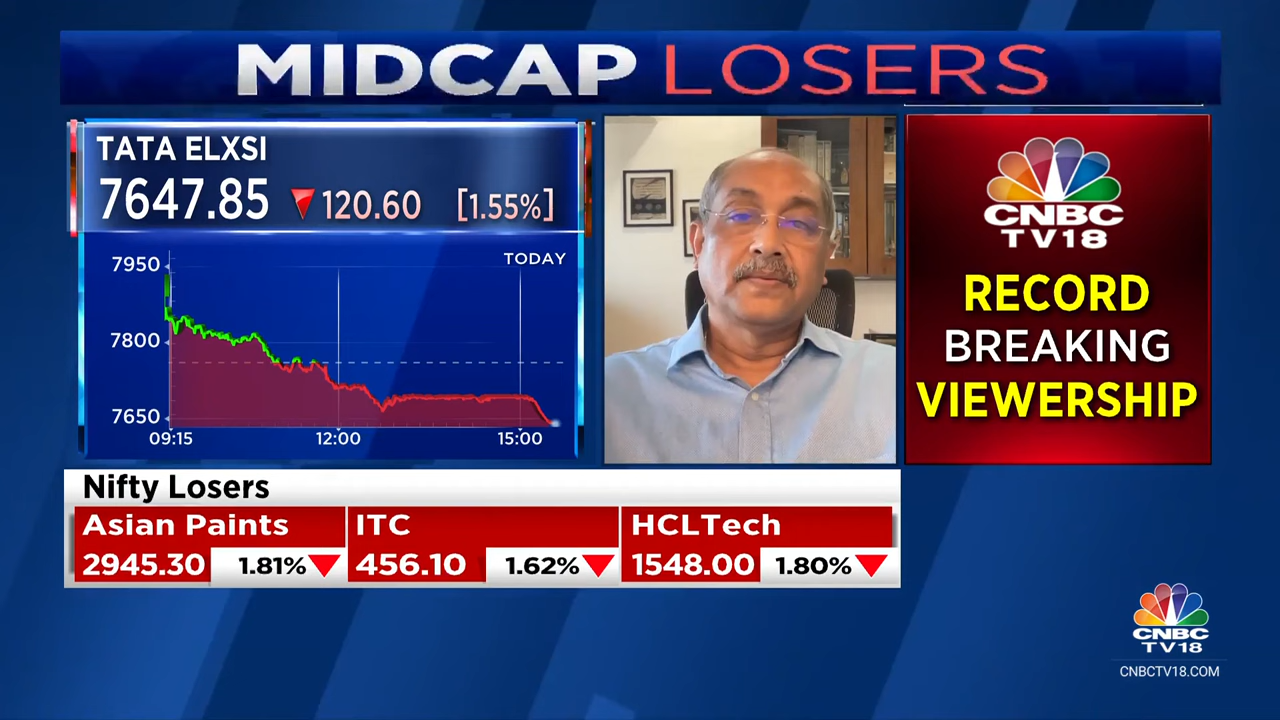 MIDCAP LOSERS
TATA ELXSI
7647.85 ▼120.60 [1.55%]
TODAY
7950
7800
7650
09:15 12:00 15:00
CNBC
TV18
RECORD
BREAKING
VIEWERSHIP
Nifty Losers
Asian Paints
2945.30 1.81%▼
ITC
456.10 1.62%▼
HCLTech
1548.00 1.80%▼
CNBC
TV18
CNBCTV18.COM